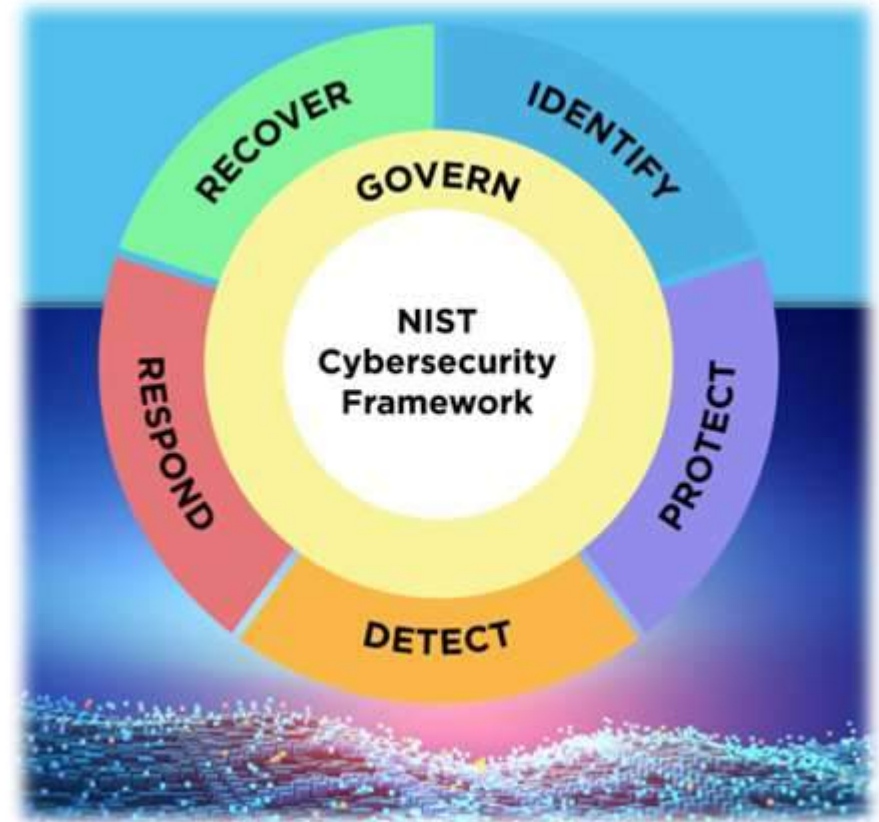 RECOVER
IDENTIFY
GOVERN
NIST
Cybersecurity
Framework
RESPOND
PROTECT
DETECT